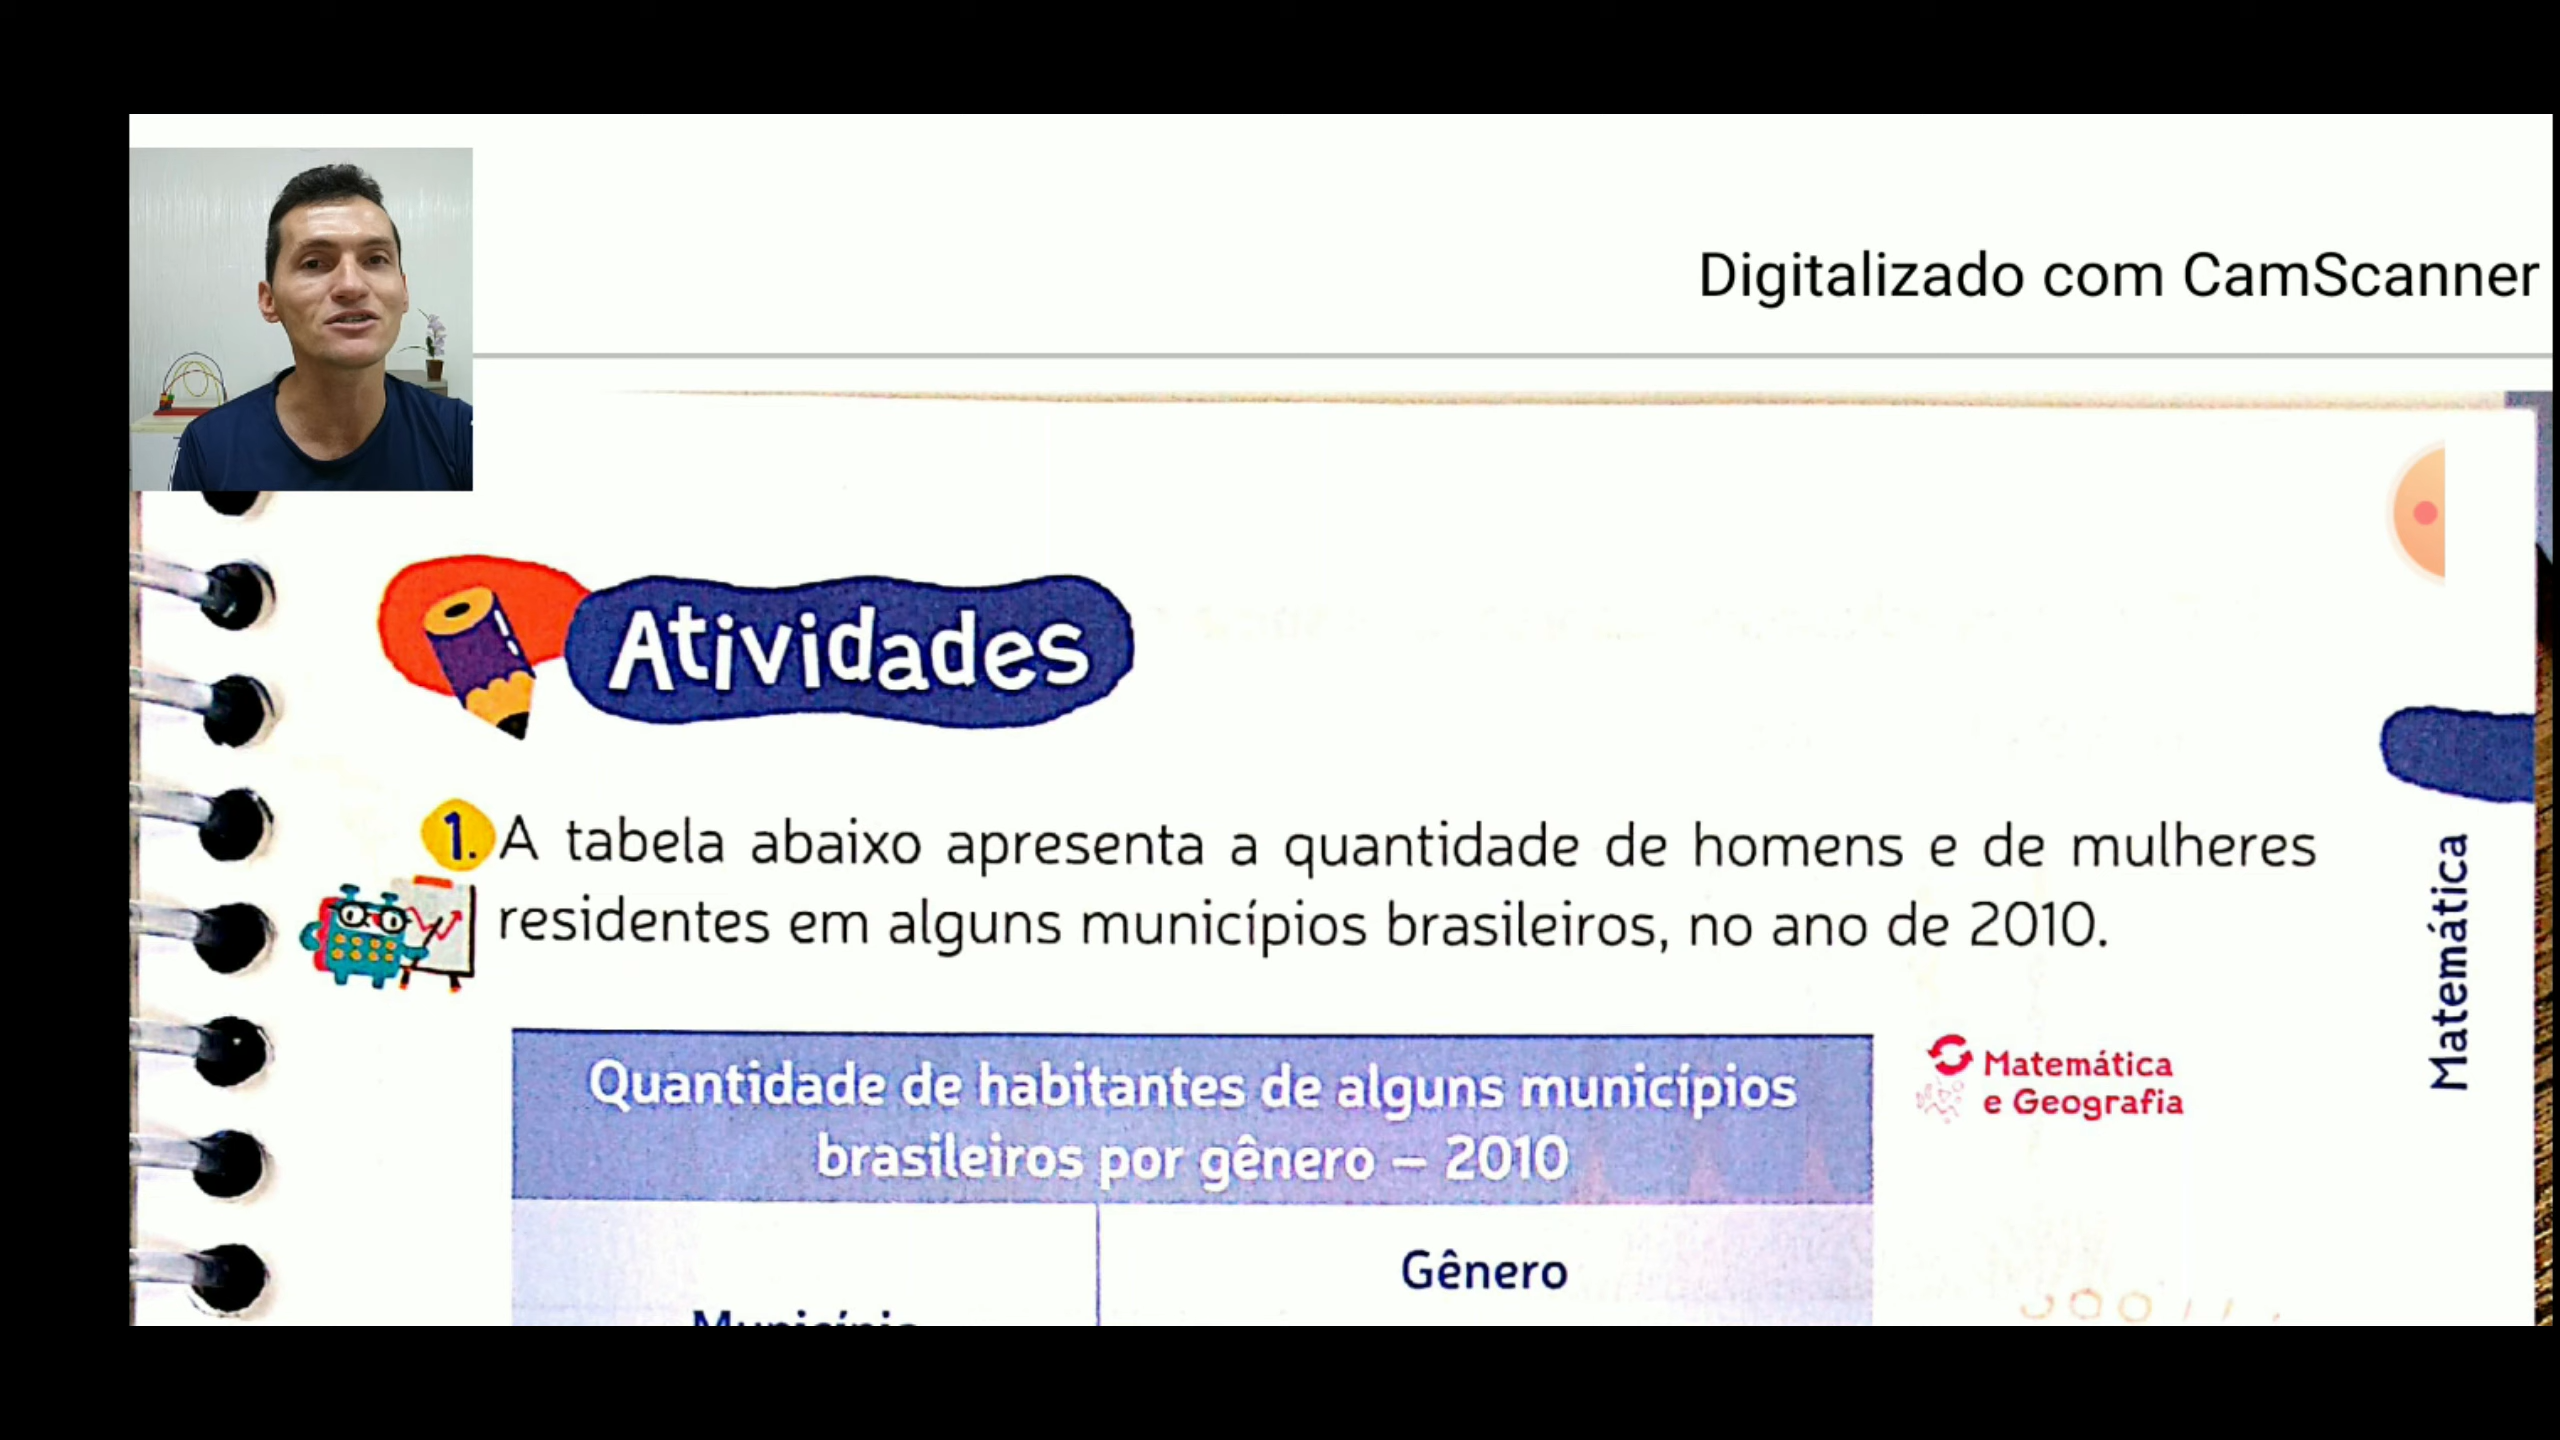 Digitalizado com CamScanner
Atividades
1. A tabela abaixo apresenta a quantidade de homens e de mulheres
residentes em alguns municípios brasileiros, no ano de 2010.
Quantidade de habitantes de alguns municípios
brasileiros por gênero – 2010
Matemática
e Geografia
Gênero
Município
Matemática